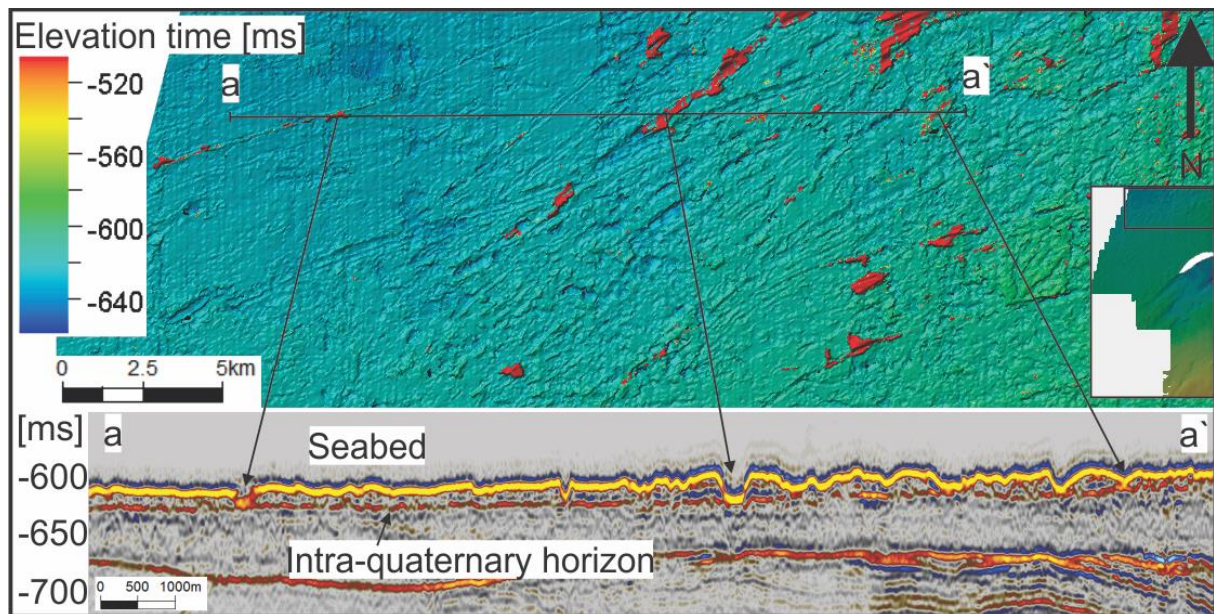 Elevation time [ms]
-520
-560
-600
-640
0 2.5 5km
a
a`
N
[ms]
a
Seabed
a`
-600
-650
-700
Intra-quaternary horizon
0 500 1000m